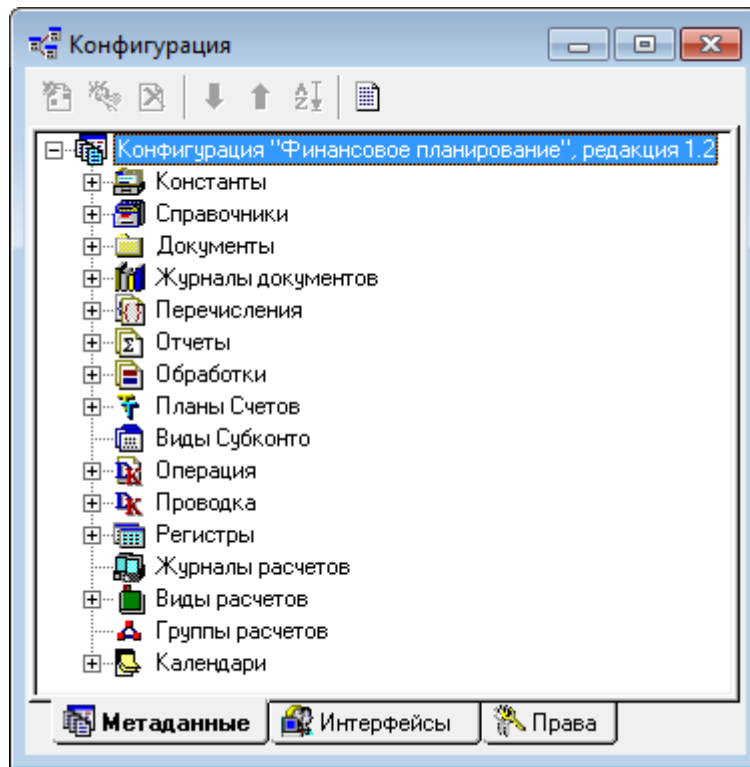 Конфигурация
Конфигурация "Финансовое планирование", редакция 1.2
Константы
Справочники
Документы
Журналы документов
Перечисления
Отчеты
Обработки
Планы Счетов
Виды Субконто
Операция
Проводка
Регистры
Журналы расчетов
Виды расчетов
Группы расчетов
Календари
Метаданные Интерфейсы Права